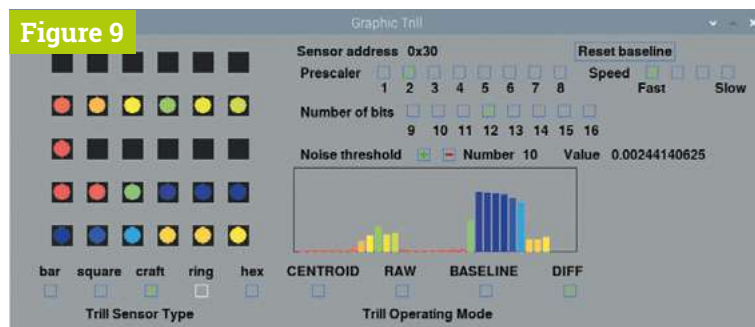 Figure 9
Graphic Trill
Sensor address 0x30 Reset baseline
Prescaler Speed
1 2 3 4 5 6 7 8 Fast Slow
Number of bits
9 10 11 12 13 14 15 16
Noise threshold + - Number 10 Value 0.00244140625
bar square craft ring hex CENTROID RAW BASELINE DIFF
Trill Sensor Type Trill Operating Mode